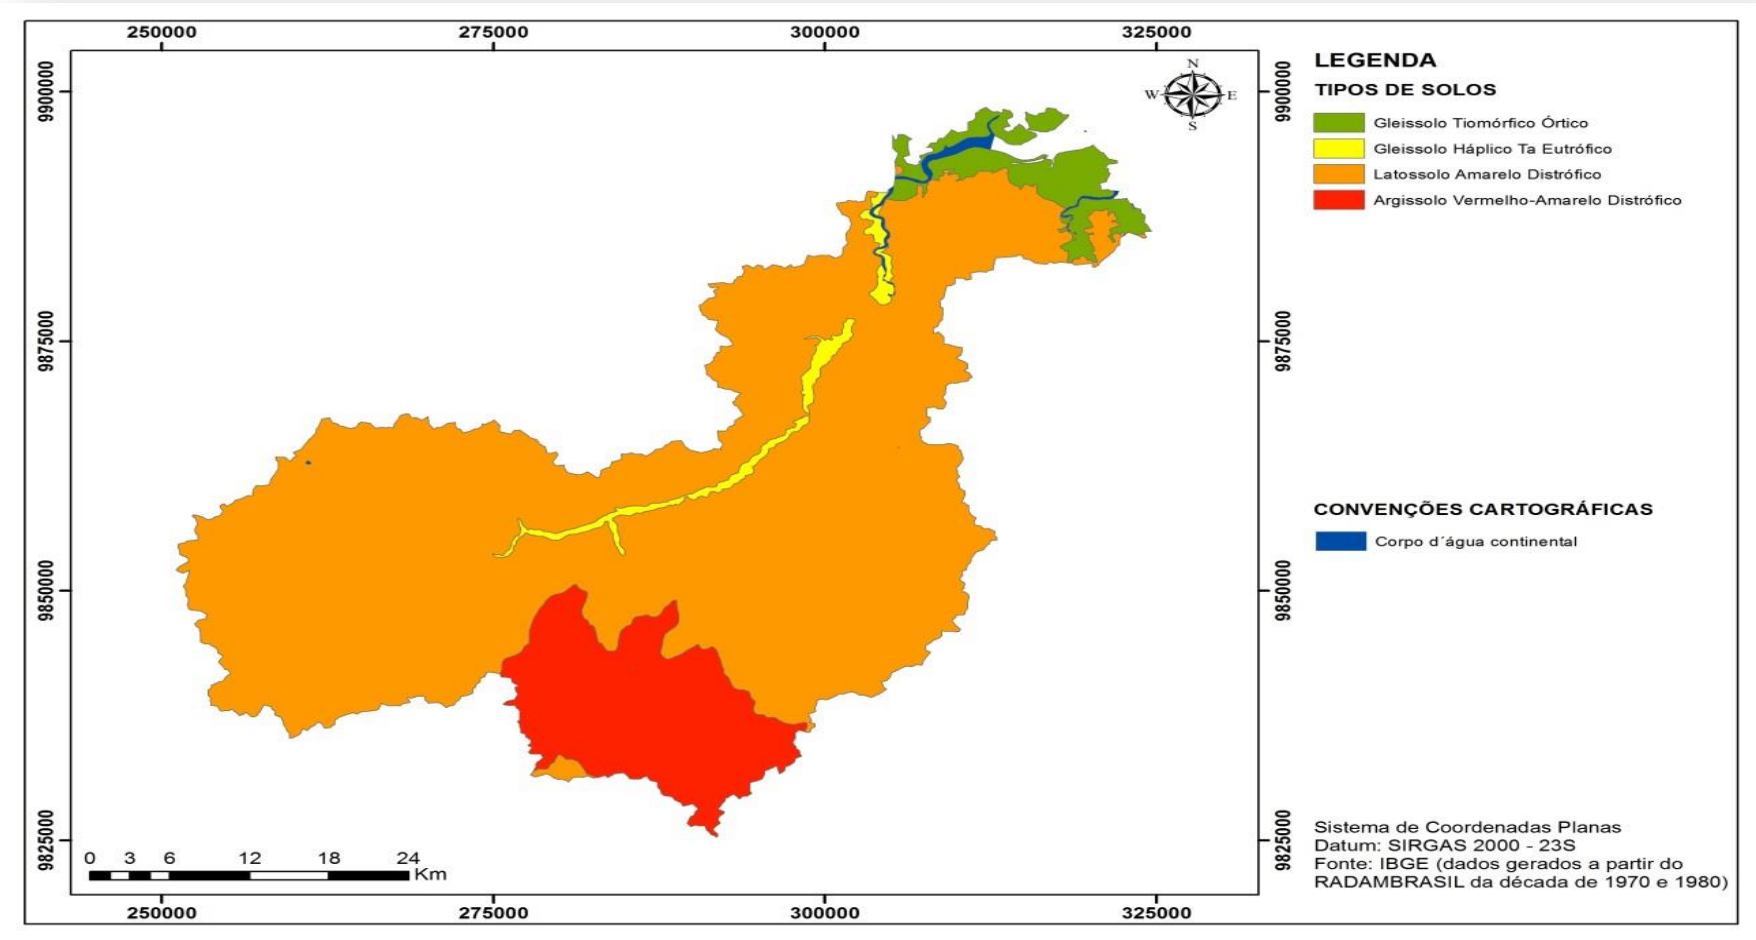 250000 275000 300000 325000
9900000
9875000
9850000
9825000
N
W E
S
9900000
9875000
9850000
9825000
0 3 6 12 18 24
Km
250000 275000 300000 325000
LEGENDA
TIPOS DE SOLOS
Gleissolo Tiomórfico Órtico
Gleissolo Háplico Ta Eutrófico
Latossolo Amarelo Distrófico
Argissolo Vermelho-Amarelo Distrófico
CONVENÇÕES CARTOGRÁFICAS
Corpo d´água continental
Sistema de Coordenadas Planas
Datum: SIRGAS 2000 - 23S
Fonte: IBGE (dados gerados a partir do
RADAMBRASIL da década de 1970 e 1980)